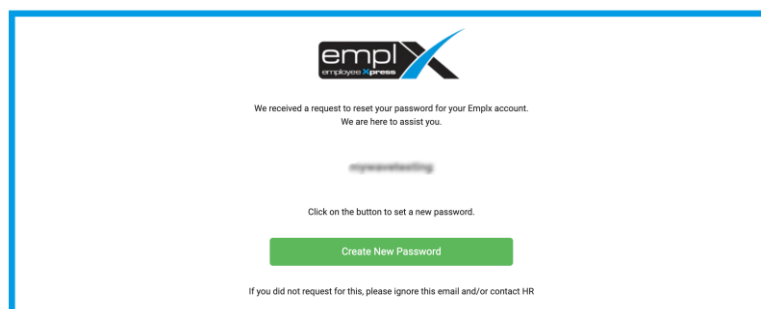 empl X
employee Xpress
We received a request to reset your password for your Emplx account.
We are here to assist you.
mywavetesting
Click on the button to set a new password.
Create New Password
If you did not request for this, please ignore this email and/or contact HR